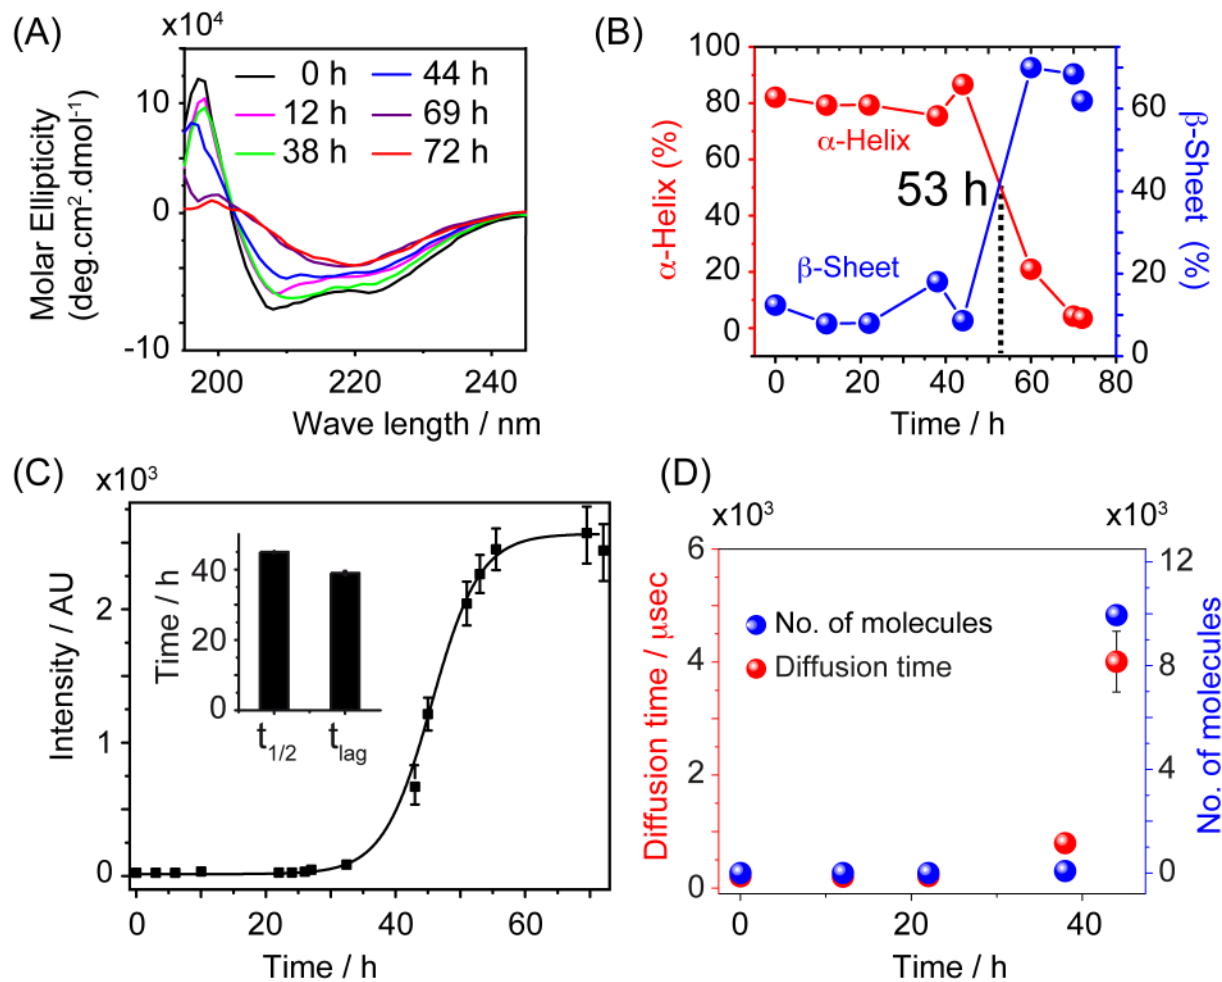 (A)
x10⁴
10
0
-10
Molar Ellipticity
(deg.cm².dmol⁻¹)
0 h
12 h
38 h
44 h
69 h
72 h
200 220 240
Wave length / nm
(B)
100
80
60
40
20
0
α-Helix (%)
α-Helix
53 h
β-Sheet
60
40
20
0
β-Sheet (%)
0 20 40 60 80
Time / h
(C)
x10³
2
1
0
Intensity / AU
40
20
0
Time / h
t1/2 tlag
0 20 40 60
Time / h
(D)
x10³ x10³
6
4
2
0
Diffusion time / μsec
No. of molecules
Diffusion time
12
8
4
0
No. of molecules
0 20 40
Time / h